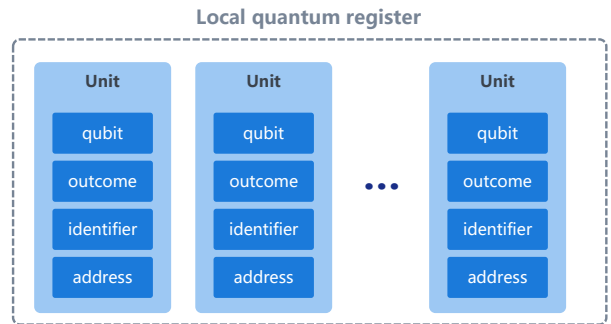 Local quantum register
Unit
qubit
outcome
identifier
address
Unit
qubit
outcome
identifier
address
...
Unit
qubit
outcome
identifier
address